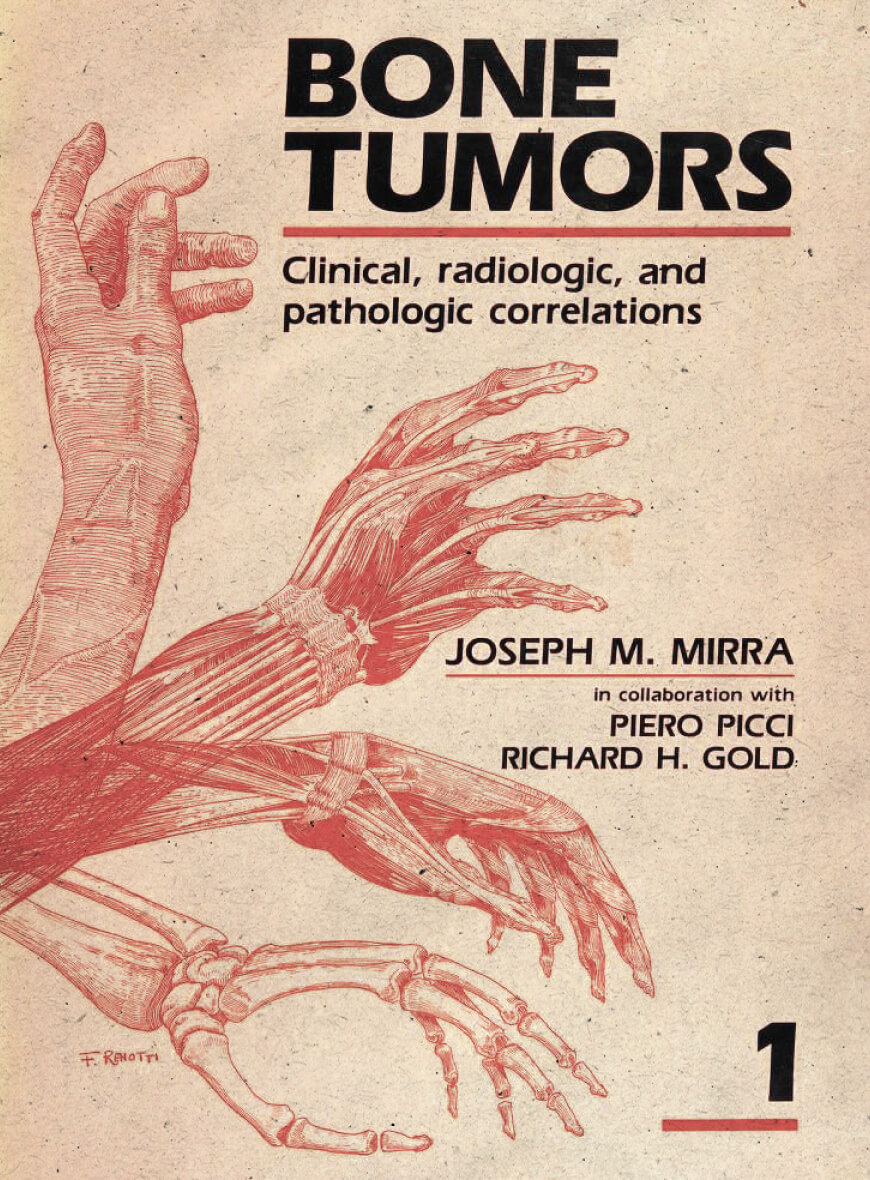 BONE
TUMORS
Clinical, radiologic, and
pathologic correlations
JOSEPH M. MIRRA
in collaboration with
PIERO PICCI
RICHARD H. GOLD
F. RENOTTI
1